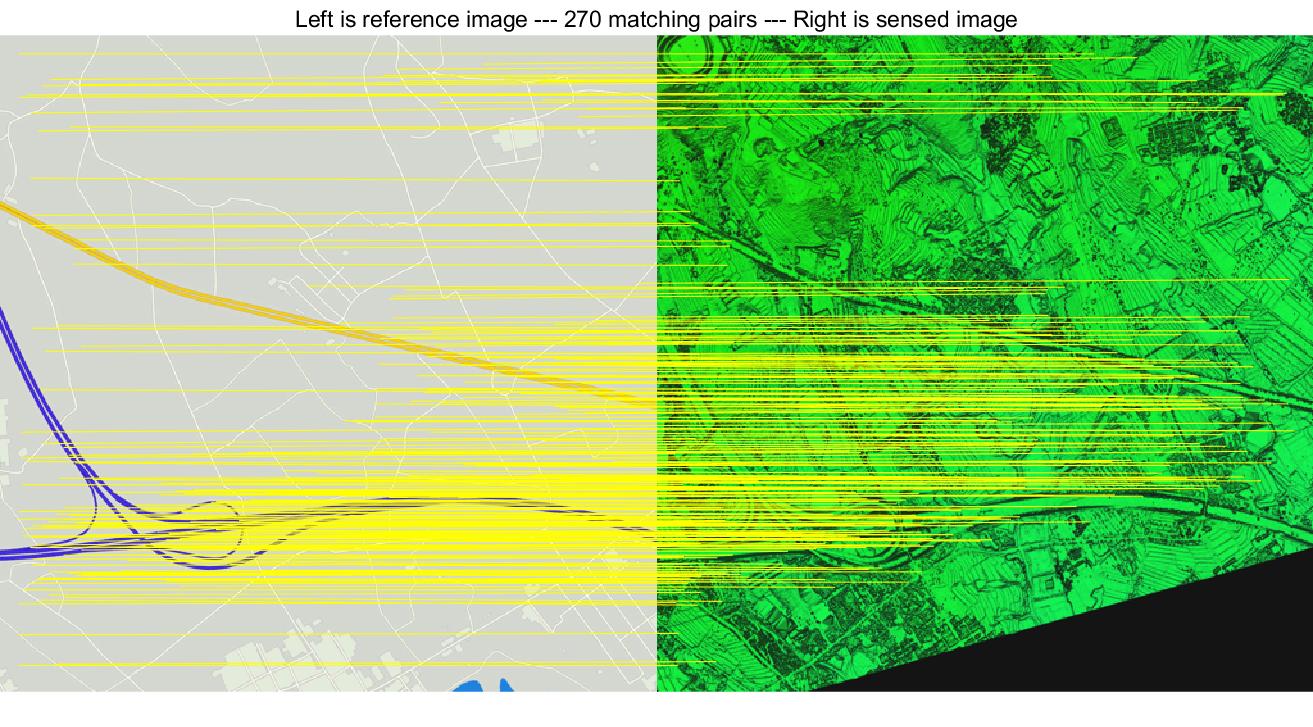 Left is reference image --- 270 matching pairs --- Right is sensed image